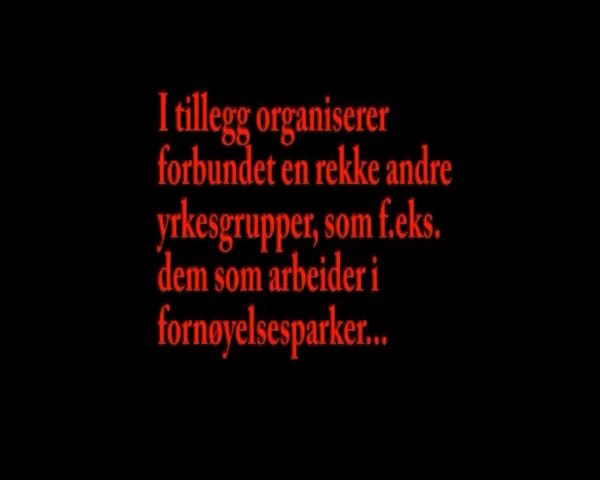 I tillegg organiserer
forbundet en rekke andre
yrkesgrupper, som f.eks.
dem som arbeider i
fornøyelsesparker...